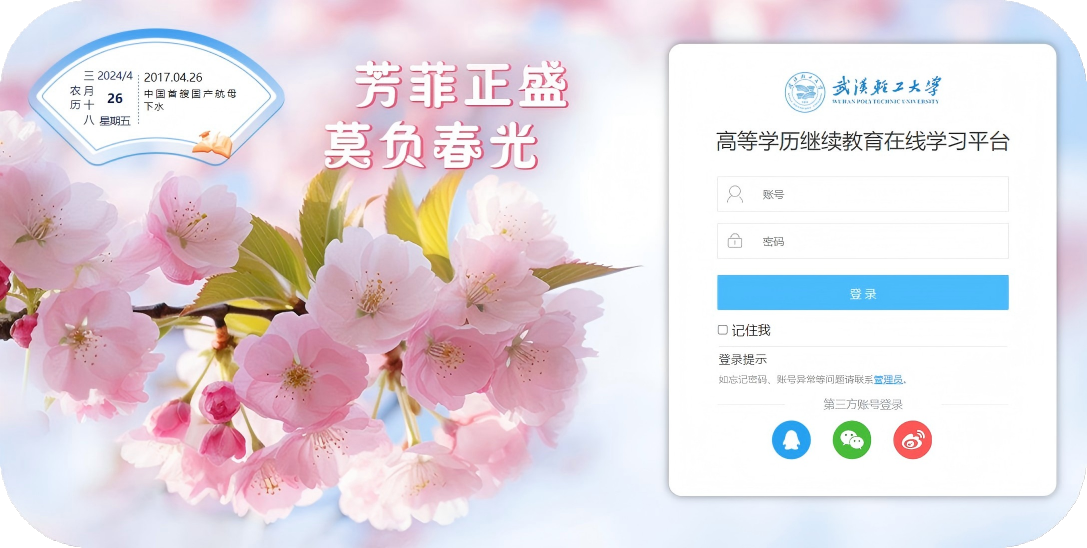 农历
三月十八
2024/4
26
星期五
2017.04.26
中国首艘国产航母
下水
芳菲正盛
莫负春光
武汉轻工大学
WUHAN POLYTECHNIC UNIVERSITY
高等学历继续教育在线学习平台
账号
密码
登录
记住我
登录提示
如忘记密码、账号异常等问题请联系管理员。
第三方账号登录